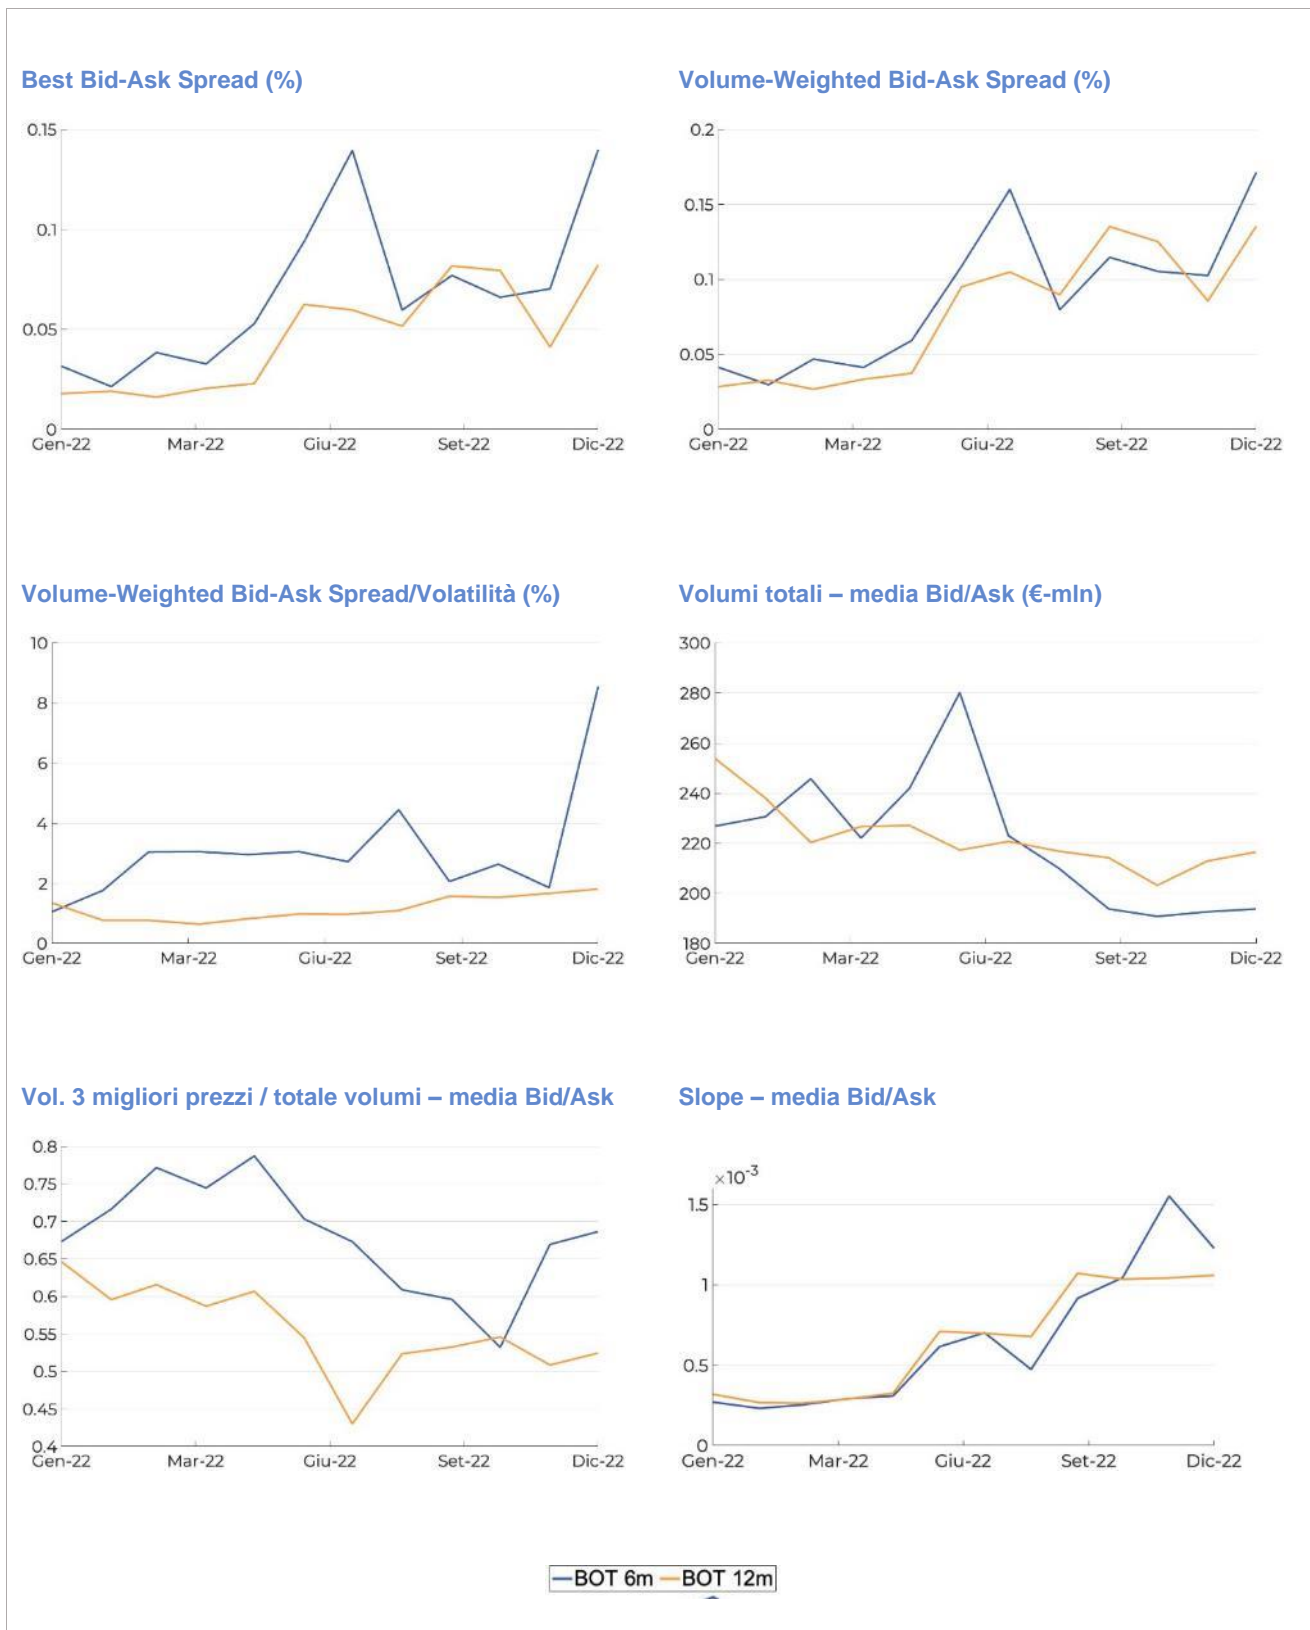 Best Bid-Ask Spread (%)
0.15
0.1
0.05
0
Gen-22 Mar-22 Giu-22 Set-22 Dic-22
Volume-Weighted Bid-Ask Spread (%)
0.2
0.15
0.1
0.05
0
Gen-22 Mar-22 Giu-22 Set-22 Dic-22
Volume-Weighted Bid-Ask Spread/Volatilità (%)
10
8
6
4
2
0
Gen-22 Mar-22 Giu-22 Set-22 Dic-22
Volumi totali – media Bid/Ask (€-mln)
300
280
260
240
220
200
180
Gen-22 Mar-22 Giu-22 Set-22 Dic-22
Vol. 3 migliori prezzi / totale volumi – media Bid/Ask
0.8
0.75
0.7
0.65
0.6
0.55
0.5
0.45
0.4
Gen-22 Mar-22 Giu-22 Set-22 Dic-22
Slope – media Bid/Ask
×10-3
1.5
1
0.5
0
Gen-22 Mar-22 Giu-22 Set-22 Dic-22
BOT 6m BOT 12m